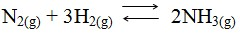 N₂(g) + 3H₂(g) ⇌ 2NH₃(g)